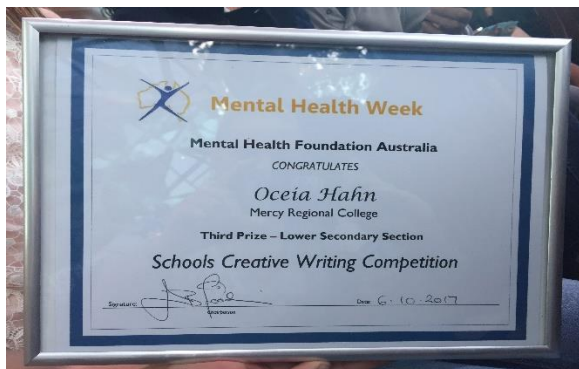 Mental Health Week
Mental Health Foundation Australia
CONGRATULATES
Oceia Hahn
Mercy Regional College
Third Prize – Lower Secondary Section
Schools Creative Writing Competition
Signature: Date: 6.10.2017